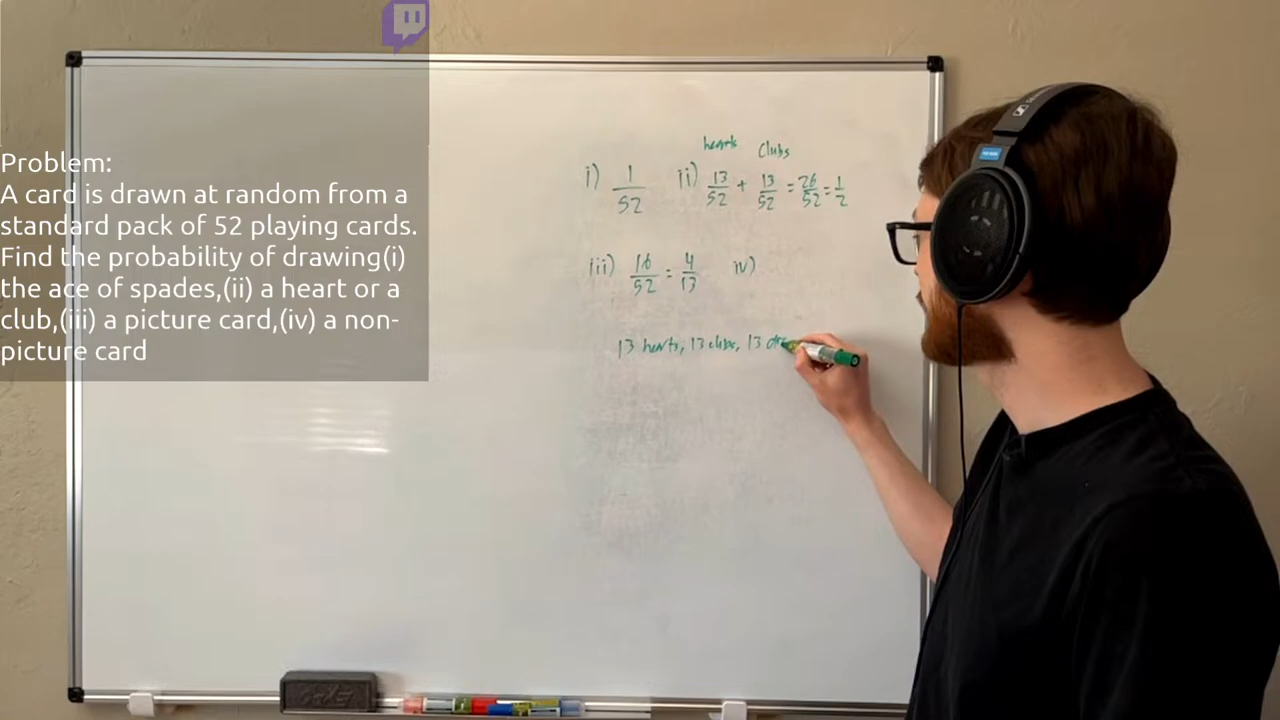 Problem:
A card is drawn at random from a
standard pack of 52 playing cards.
Find the probability of drawing(i)
the ace of spades,(ii) a heart or a
club,(iii) a picture card,(iv) a non-
picture card
hearts clubs
i) 1/52 ii) 13/52 + 13/52 = 26/52 = 1/2
iii) 16/52 = 4/13 iv)
13 hearts, 13 clubs, 13